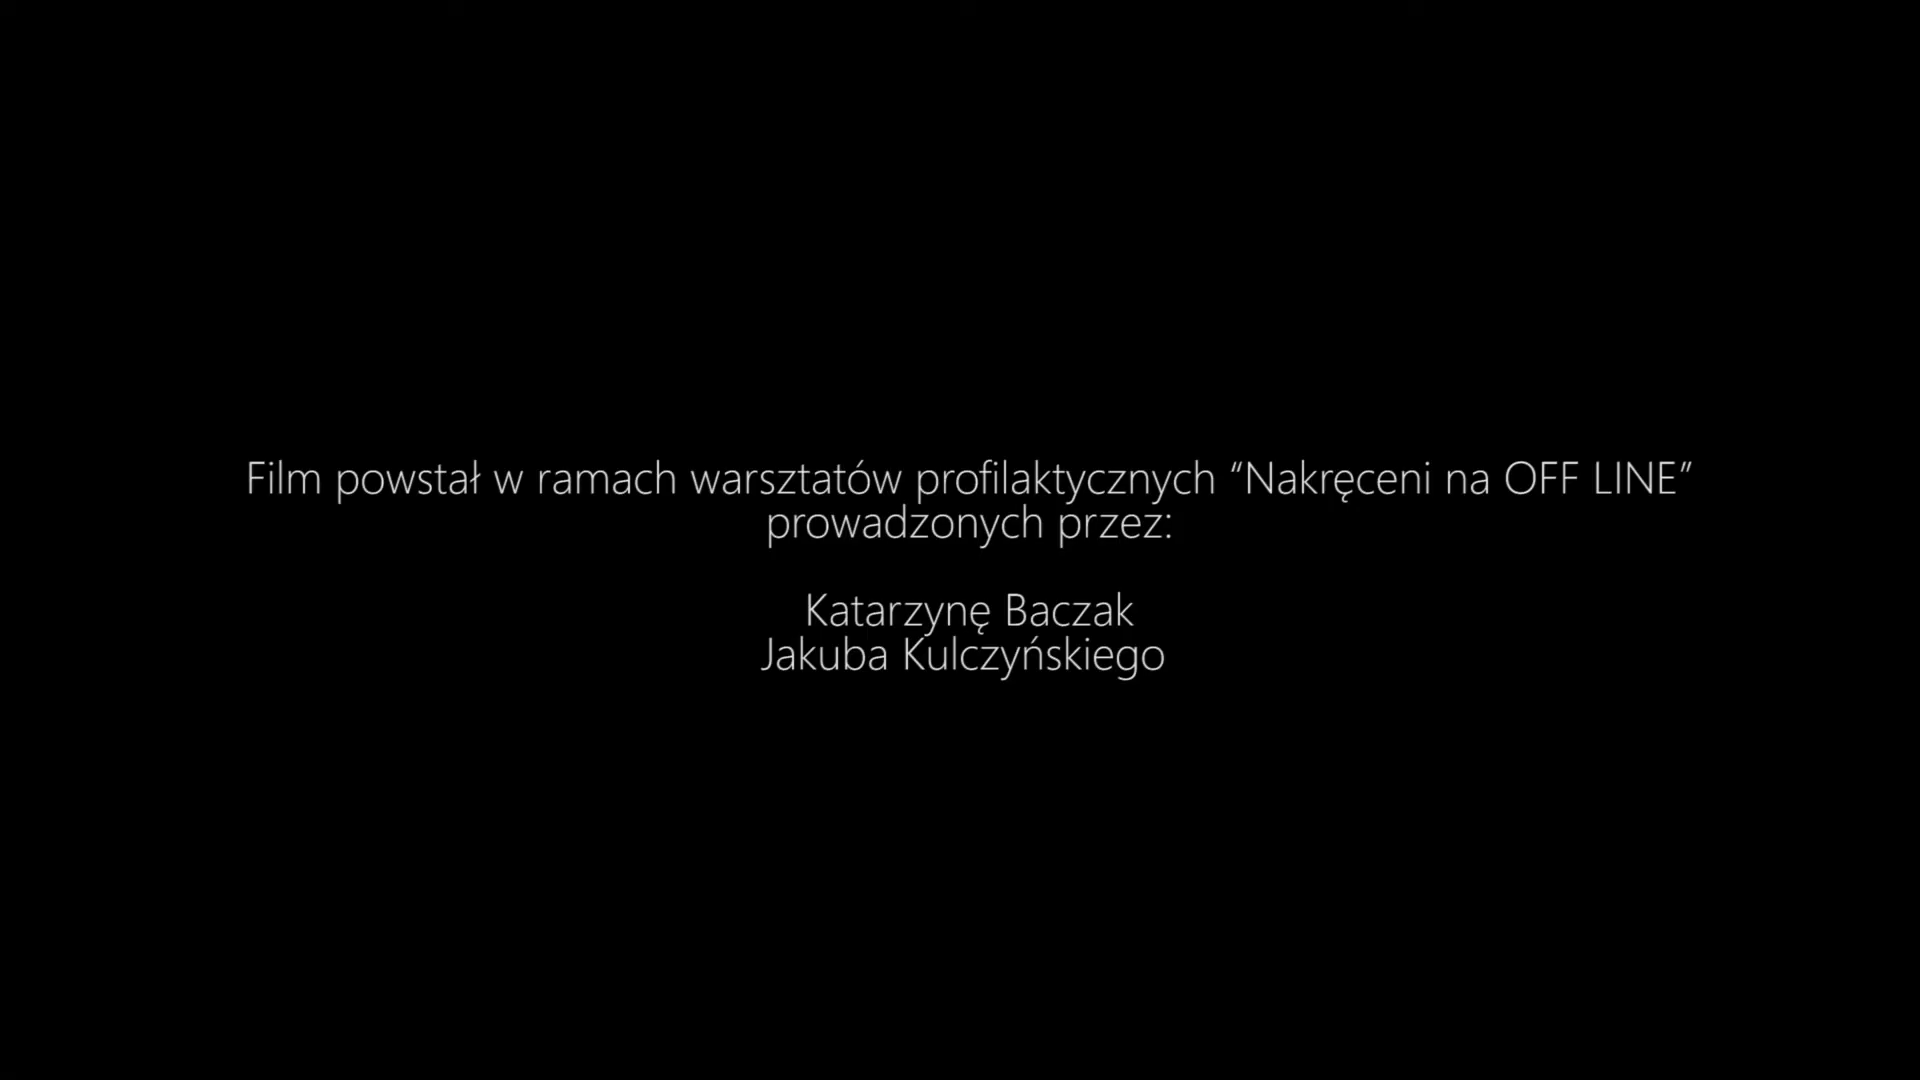 Film powstał w ramach warsztatów profilaktycznych “Nakręceni na OFF LINE”
prowadzonych przez:
Katarzynę Baczak
Jakuba Kulczyńskiego